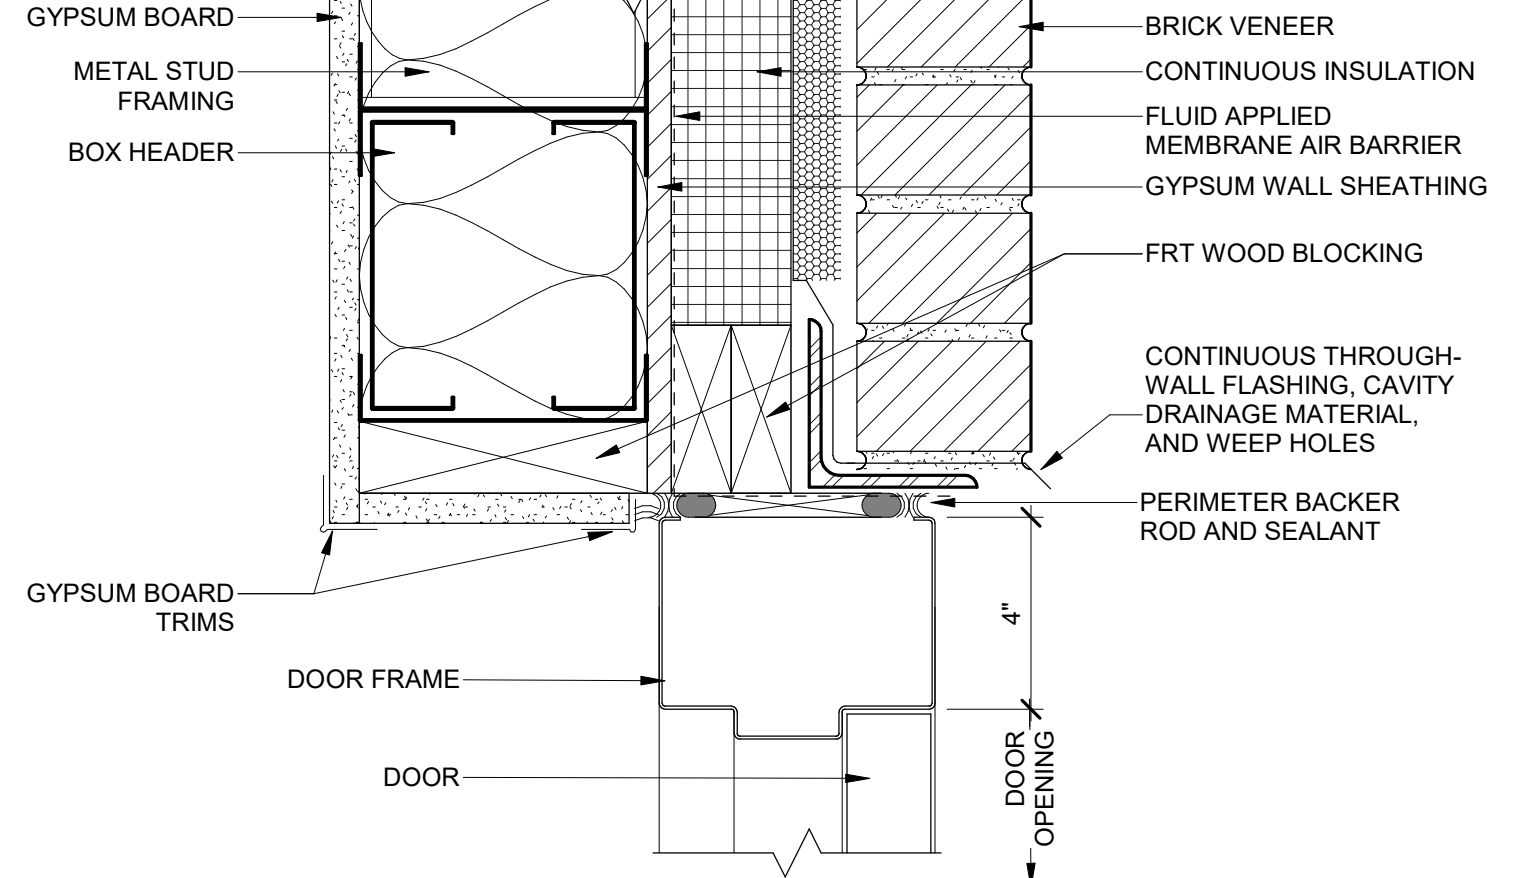 GYPSUM BOARD
METAL STUD
FRAMING
BOX HEADER
BRICK VENEER
CONTINUOUS INSULATION
FLUID APPLIED
MEMBRANE AIR BARRIER
GYPSUM WALL SHEATHING
FRT WOOD BLOCKING
CONTINUOUS THROUGH-
WALL FLASHING, CAVITY
DRAINAGE MATERIAL,
AND WEEP HOLES
PERIMETER BACKER
ROD AND SEALANT
GYPSUM BOARD
TRIMS
DOOR FRAME
DOOR
4"
DOOR
OPENING